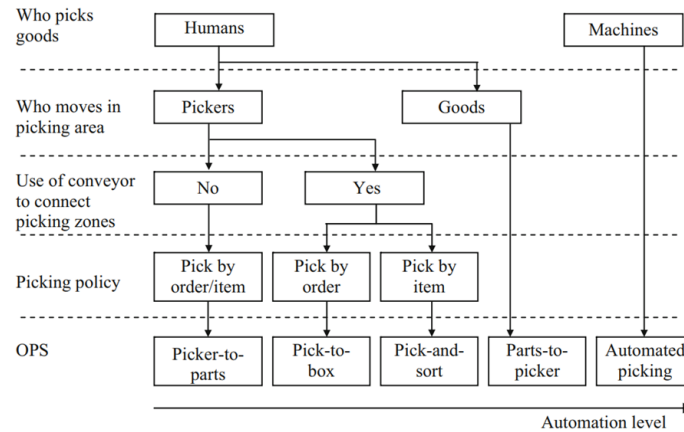 Who picks
goods
Humans
Machines
Who moves in
picking area
Pickers
Goods
Use of conveyor
to connect
picking zones
No
Yes
Picking policy
Pick by
order/item
Pick by
order
Pick by
item
OPS
Picker-to-
parts
Pick-to-
box
Pick-and-
sort
Parts-to-
picker
Automated
picking
Automation level